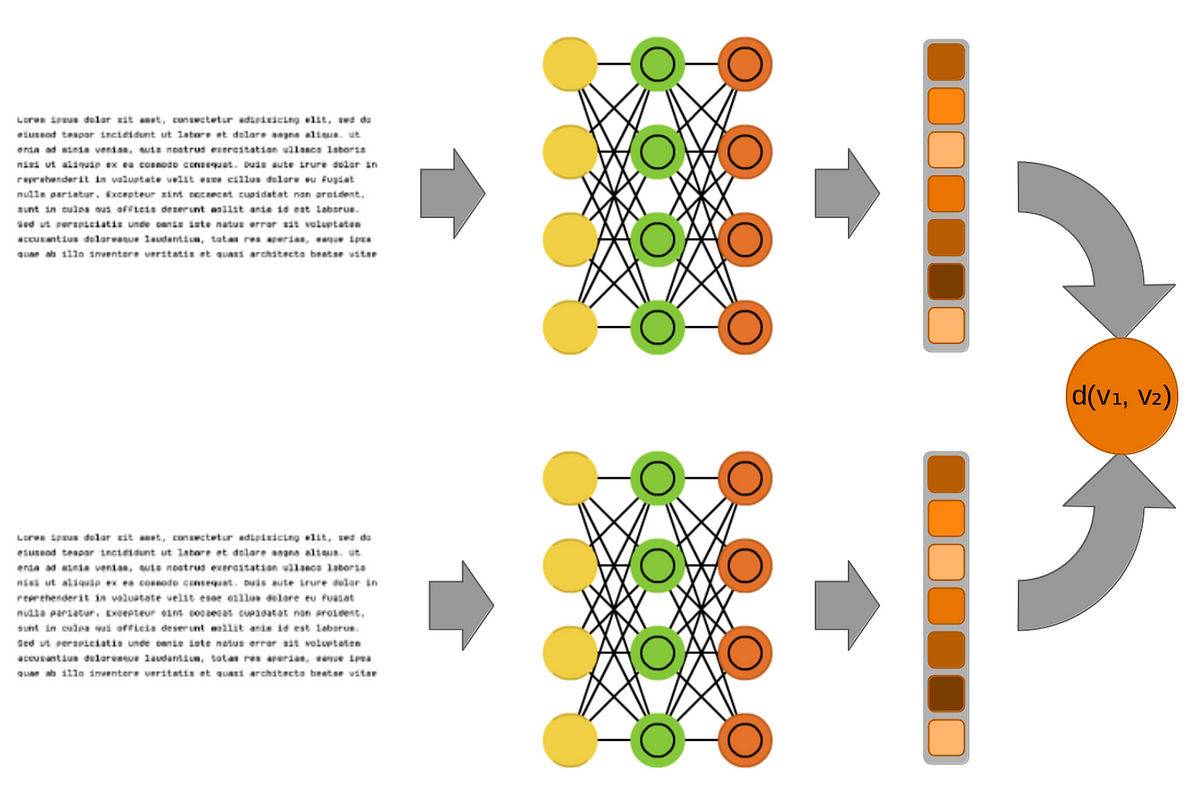 Lorem ipsum dolor sit amet, consectetur adipisicing elit, sed do
eiusmod tempor incididunt ut labore et dolore magna aliqua. Ut
enim ad minim veniam, quis nostrud exercitation ullamco laboris
nisi ut aliquip ex ea commodo consequat. Duis aute irure dolor in
reprehenderit in voluptate velit esse cillum dolore eu fugiat
nulla pariatur. Excepteur sint occaecat cupidatat non proident,
sunt in culpa qui officia deserunt mollit anim id est laborum.
Sed ut perspiciatis unde omnis iste natus error sit voluptatem
accusantium doloremque laudantium, totam rem aperiam, eaque ipsa
quae ab illo inventore veritatis et quasi architecto beatae vitae
d(v₁, v₂)
Lorem ipsum dolor sit amet, consectetur adipisicing elit, sed do
eiusmod tempor incididunt ut labore et dolore magna aliqua. Ut
enim ad minim veniam, quis nostrud exercitation ullamco laboris
nisi ut aliquip ex ea commodo consequat. Duis aute irure dolor in
reprehenderit in voluptate velit esse cillum dolore eu fugiat
nulla pariatur. Excepteur sint occaecat cupidatat non proident,
sunt in culpa qui officia deserunt mollit anim id est laborum.
Sed ut perspiciatis unde omnis iste natus error sit voluptatem
accusantium doloremque laudantium, totam rem aperiam, eaque ipsa
quae ab illo inventore veritatis et quasi architecto beatae vitae